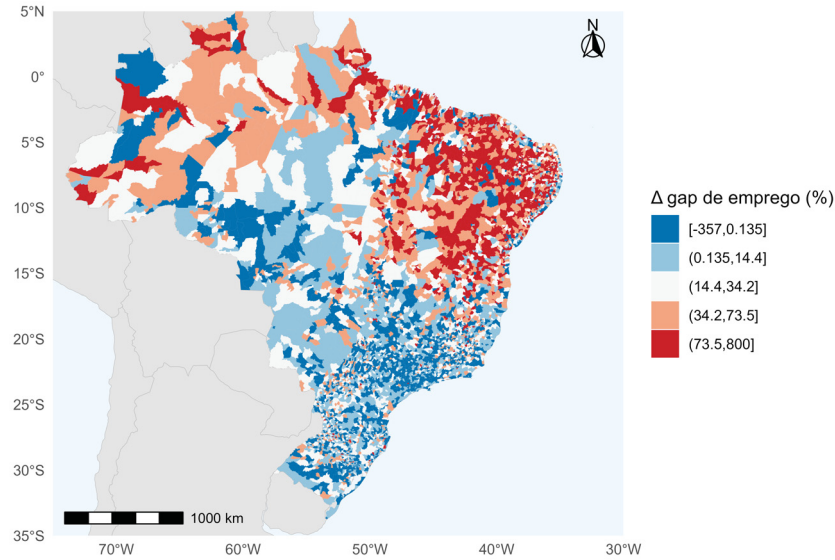 5°N
0°
5°S
10°S
15°S
20°S
25°S
30°S
35°S
N
1000 km
70°W
60°W
50°W
40°W
30°W
Δ gap de emprego (%)
[-357,0.135]
(0.135,14.4]
(14.4,34.2]
(34.2,73.5]
(73.5,800]